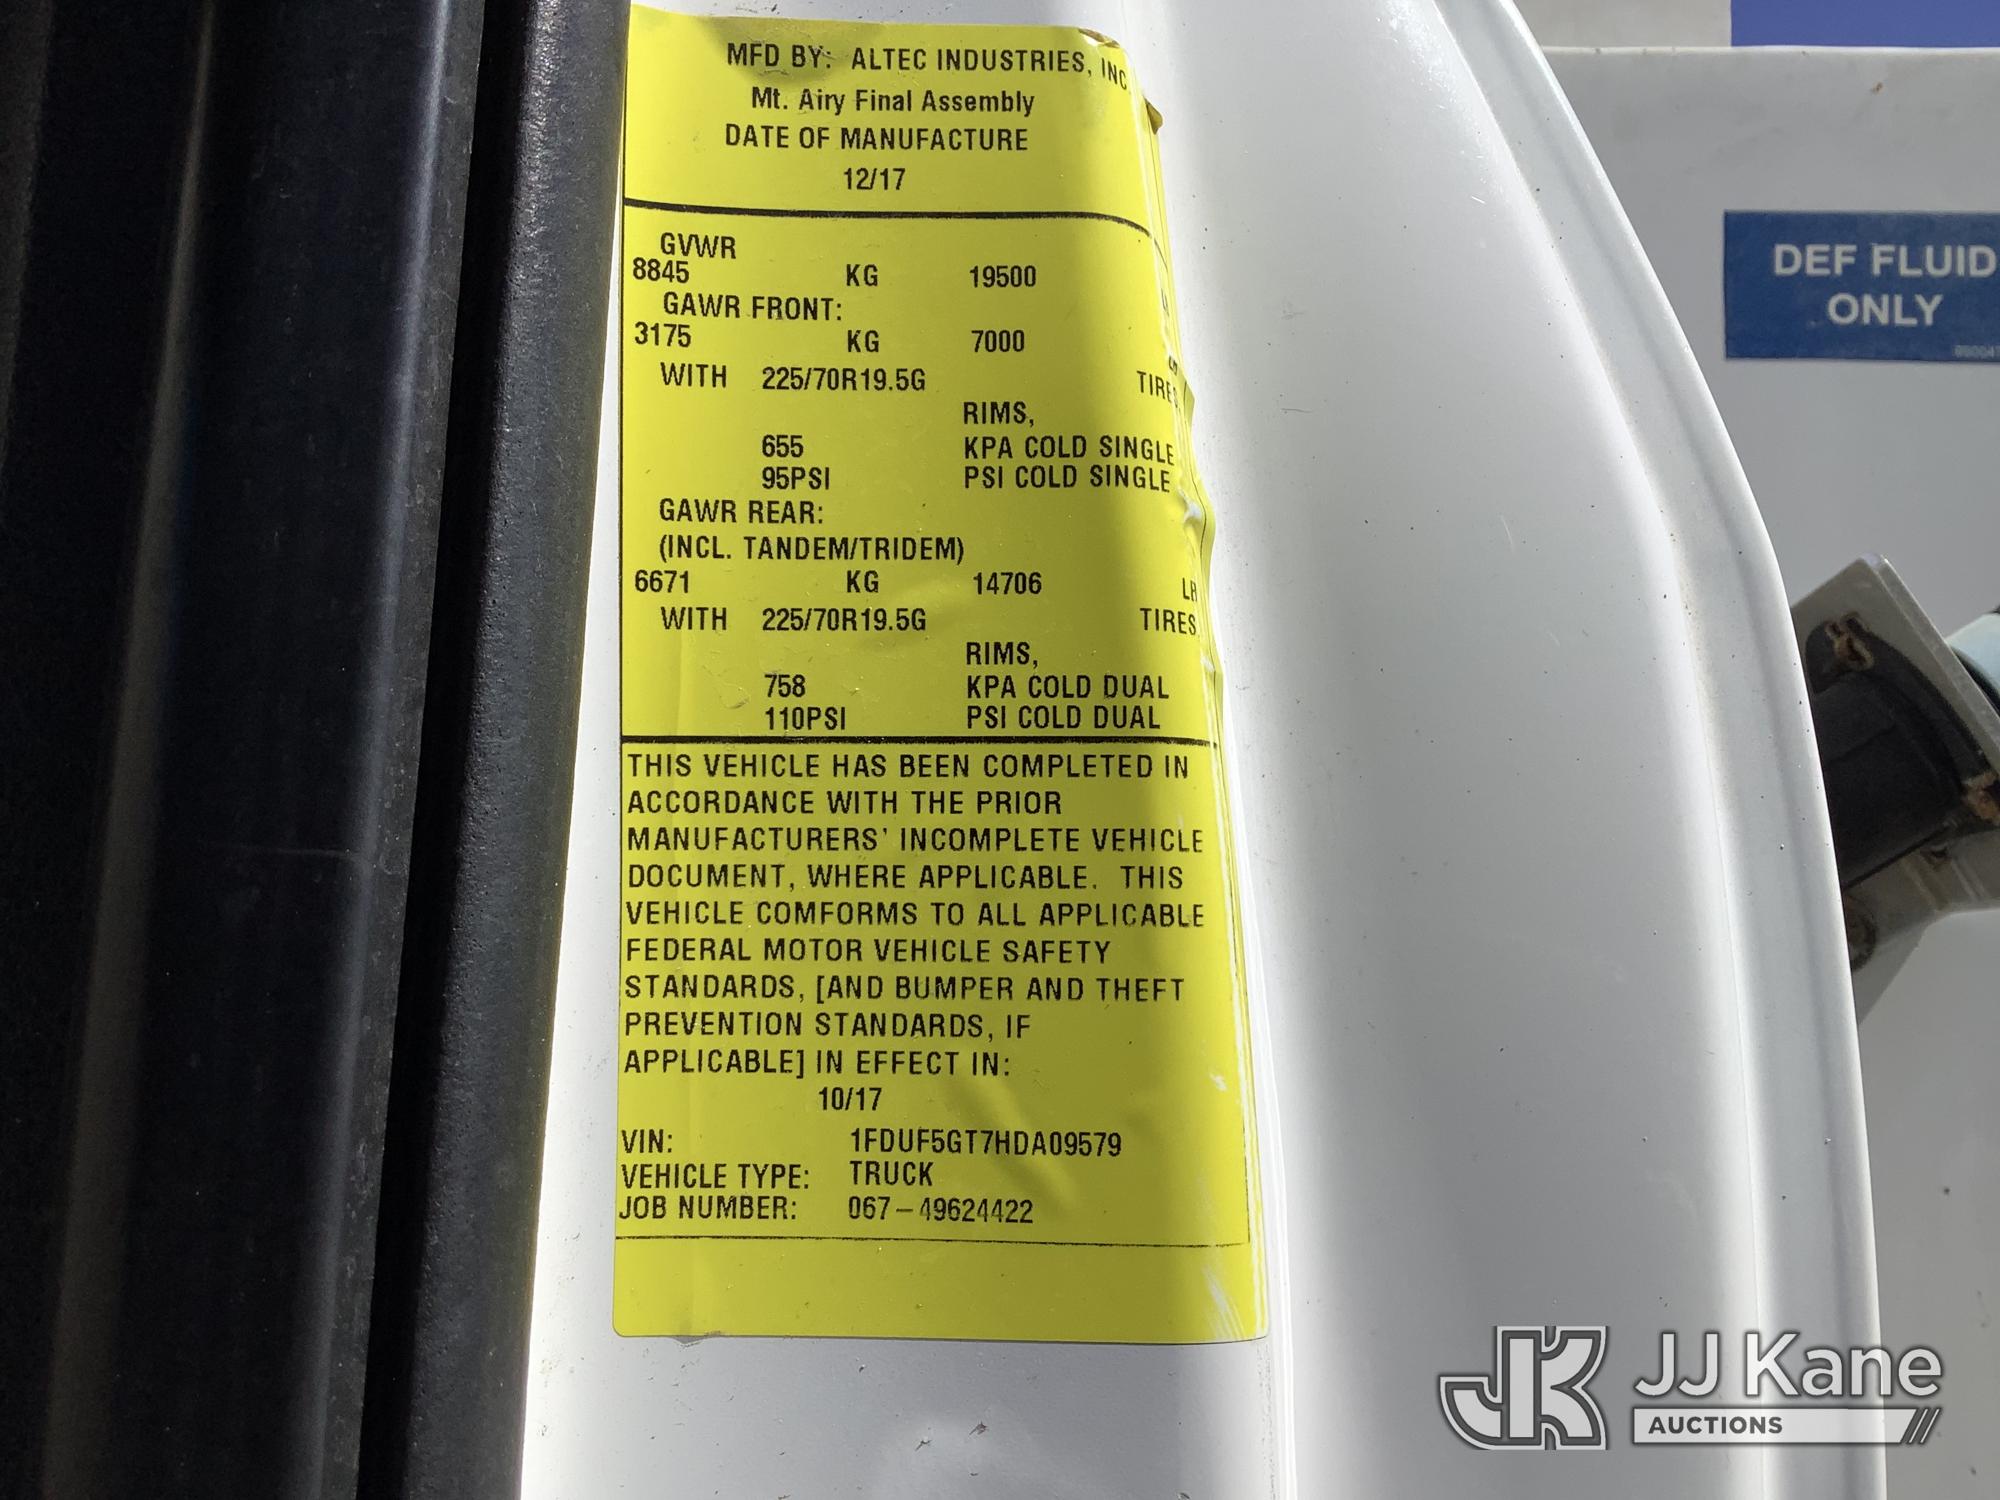 MFD BY: ALTEC INDUSTRIES, INC
Mt. Airy Final Assembly
DATE OF MANUFACTURE
12/17
GVWR
8845 KG 19500
GAWR FRONT:
3175 KG 7000
WITH 225/70R19.5G TIRES
RIMS,
655 KPA COLD SINGLE
95PSI PSI COLD SINGLE
GAWR REAR:
(INCL. TANDEM/TRIDEM)
6671 KG 14706
WITH 225/70R19.5G TIRES
RIMS,
758 KPA COLD DUAL
110PSI PSI COLD DUAL
THIS VEHICLE HAS BEEN COMPLETED IN
ACCORDANCE WITH THE PRIOR
MANUFACTURERS' INCOMPLETE VEHICLE
DOCUMENT, WHERE APPLICABLE. THIS
VEHICLE COMFORMS TO ALL APPLICABLE
FEDERAL MOTOR VEHICLE SAFETY
STANDARDS, [AND BUMPER AND THEFT
PREVENTION STANDARDS, IF
APPLICABLE] IN EFFECT IN:
10/17
VIN: 1FDUF5GT7HDA09579
VEHICLE TYPE: TRUCK
JOB NUMBER: 067-49624422
DEF FLUID
ONLY
JK JJ Kane
AUCTIONS